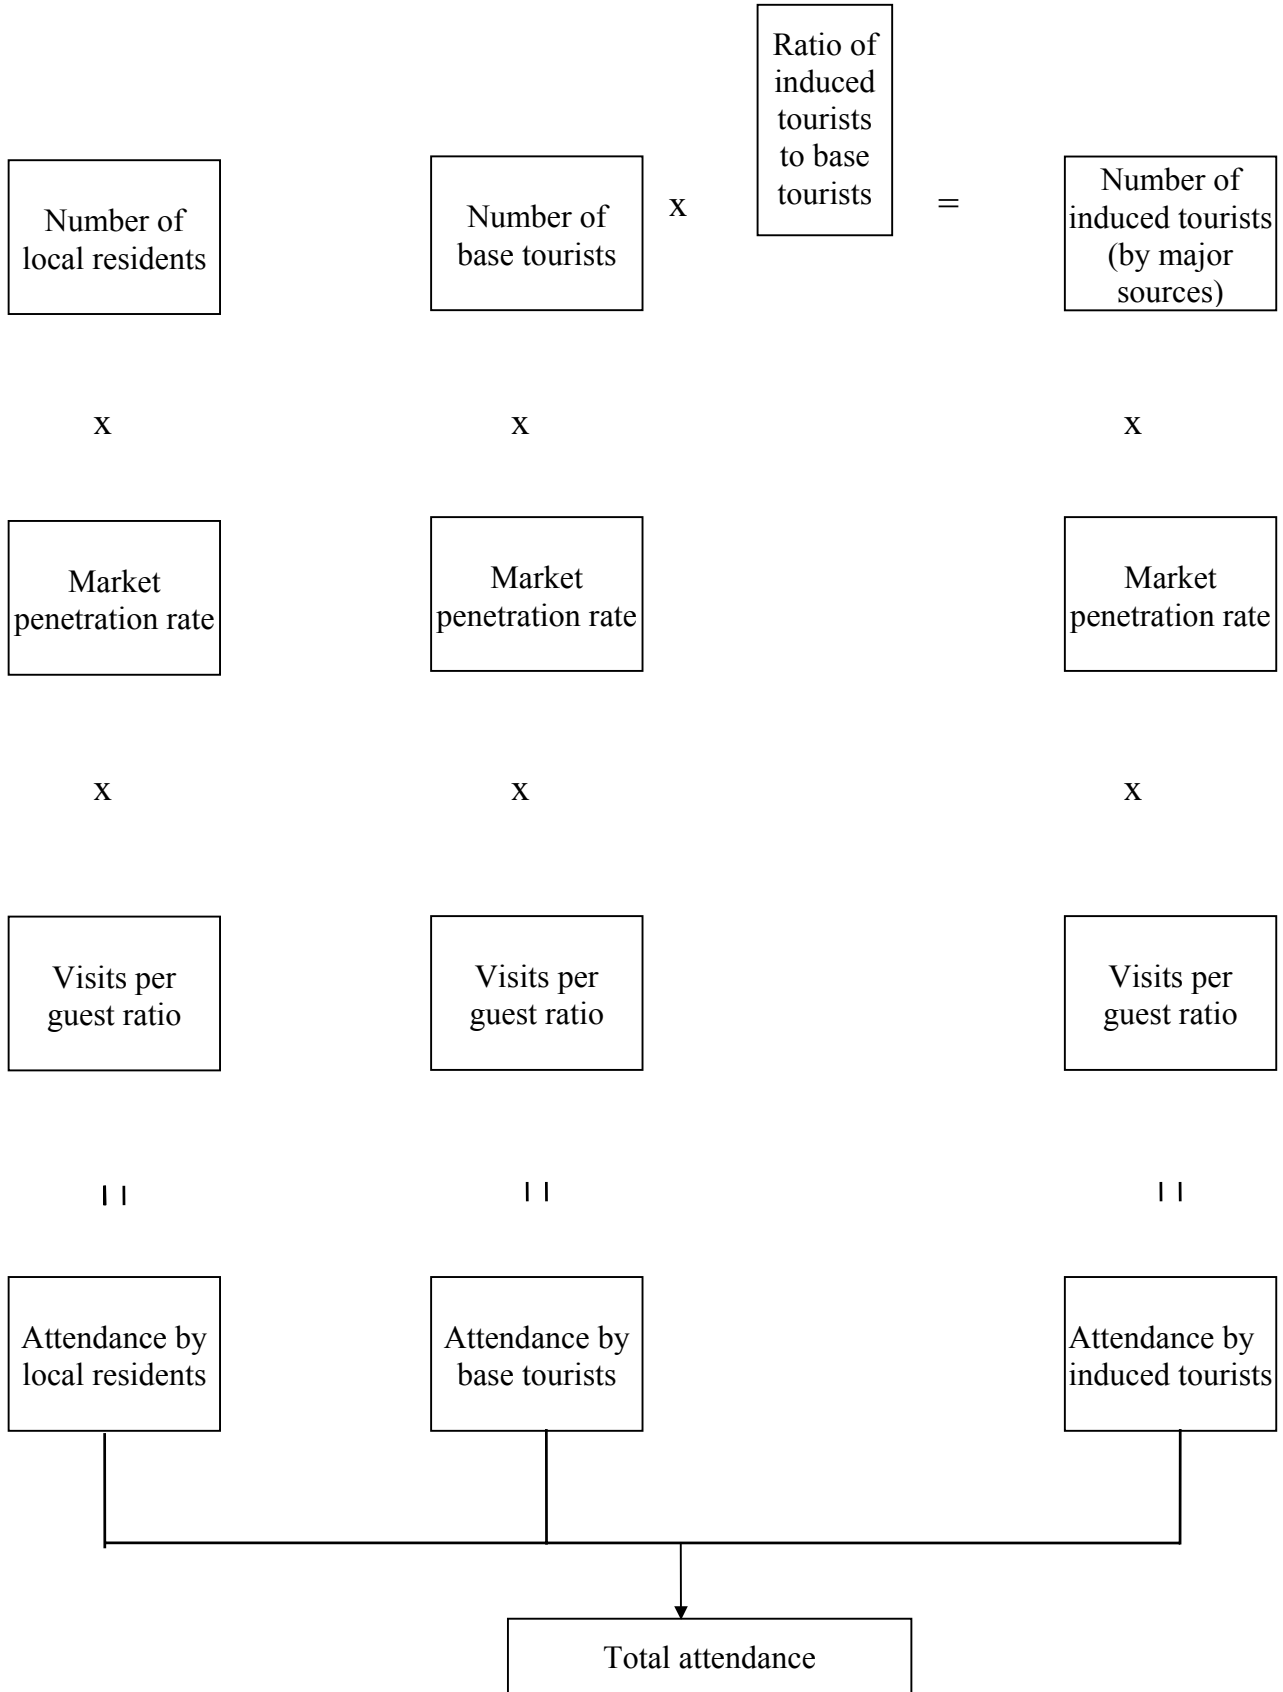 Ratio of
induced
tourists
to base
tourists
Number of
local residents
Number of
base tourists
x
=
Number of
induced tourists
(by major
sources)
x
x
x
Market
penetration rate
Market
penetration rate
Market
penetration rate
x
x
x
Visits per
guest ratio
Visits per
guest ratio
Visits per
guest ratio
=
=
=
Attendance by
local residents
Attendance by
base tourists
Attendance by
induced tourists
Total attendance